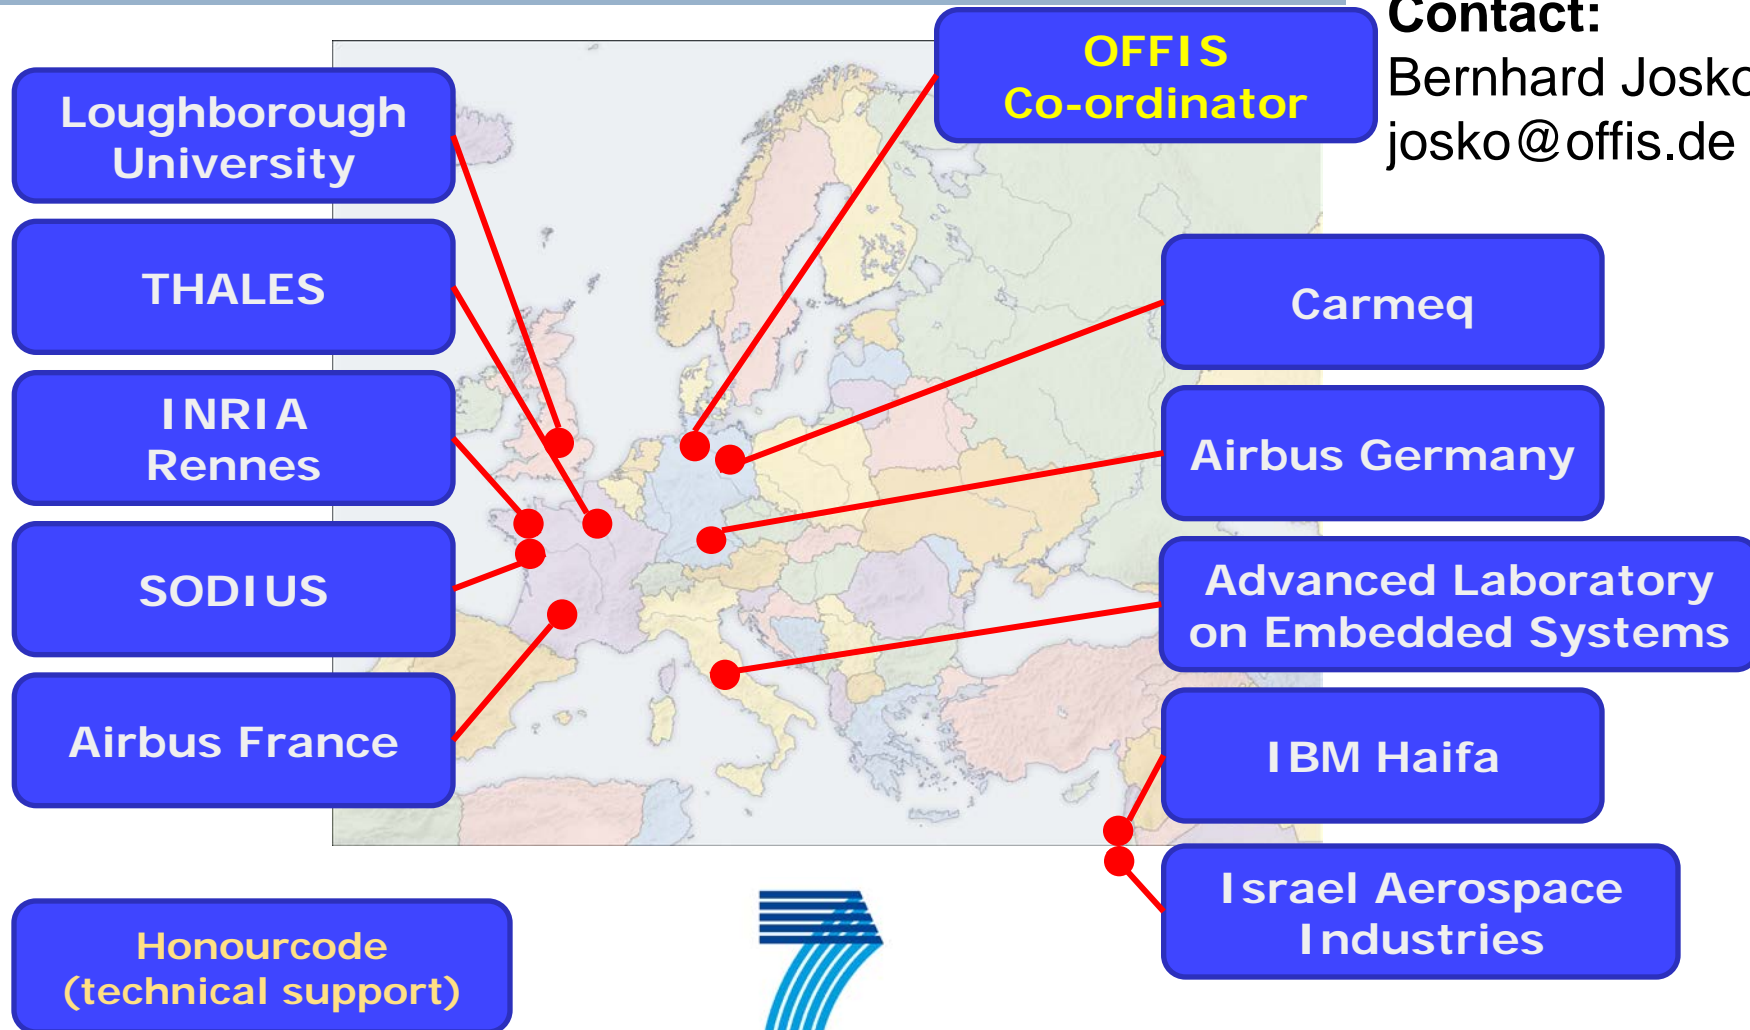 Contact:
Bernhard Josko
josko@offis.de
OFFIS
Co-ordinator
Loughborough
University
THALES
INRIA
Rennes
SODIUS
Airbus France
Carmeq
Airbus Germany
Advanced Laboratory
on Embedded Systems
IBM Haifa
Israel Aerospace
Industries
Honourcode
(technical support)
7